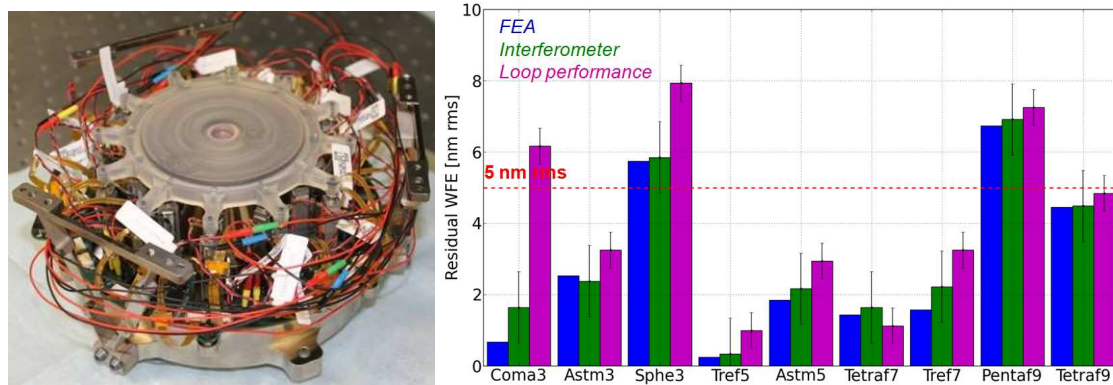 FEA
Interferometer
Loop performance
5 nm rms
Residual WFE [nm rms]
10
8
6
4
2
0
Coma3 Astm3 Sphe3 Tref5 Astm5 Tetraf7 Tref7 Pentaf9 Tetraf9